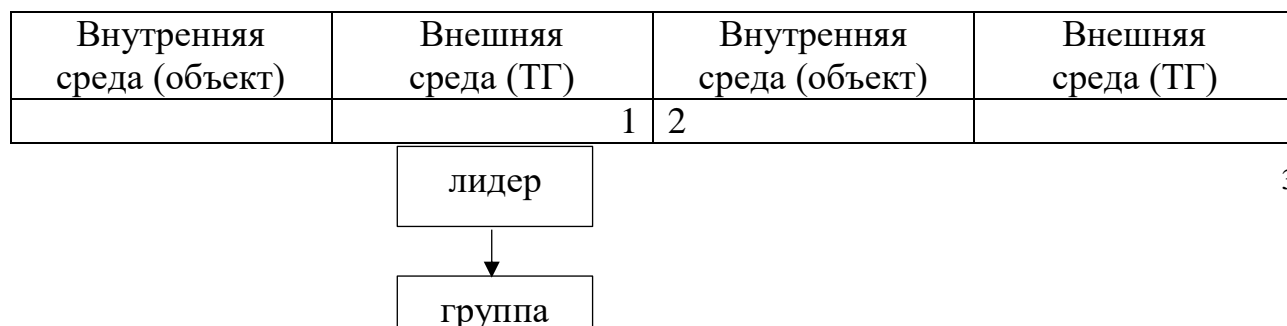 Внутренняя среда (объект) Внешняя среда (ТГ) Внутренняя среда (объект) Внешняя среда (ТГ)
1 2
лидер
группа